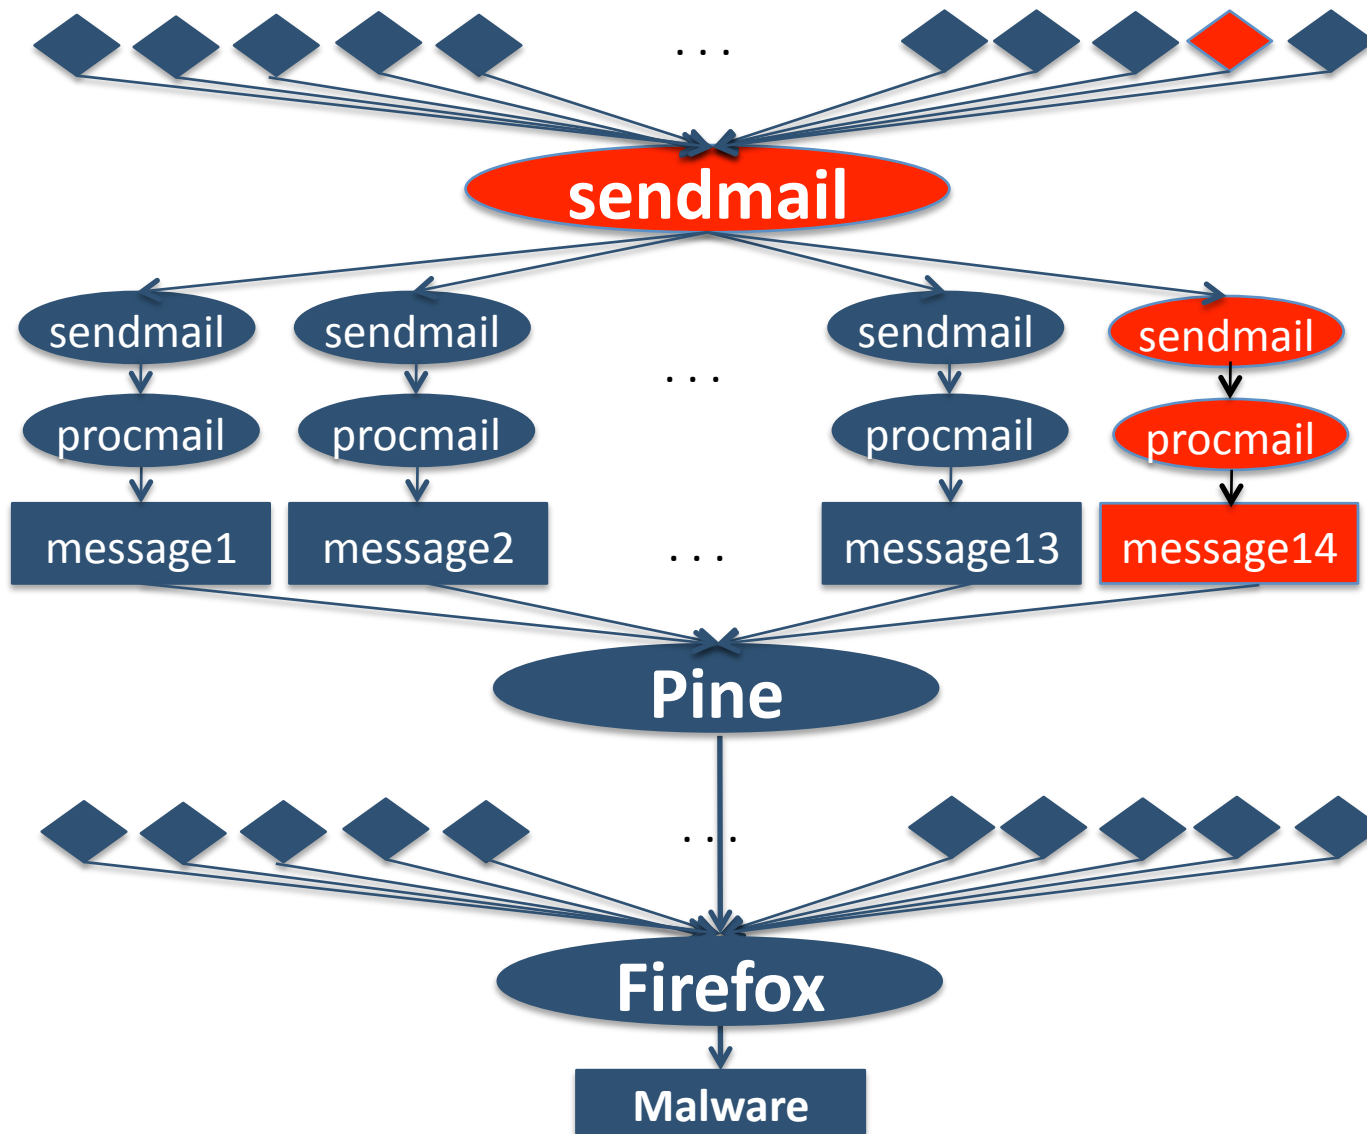 . . .
sendmail
sendmail sendmail sendmail sendmail
. . .
procmail procmail procmail procmail
message1 message2 . . . message13 message14
Pine
. . .
Firefox
Malware